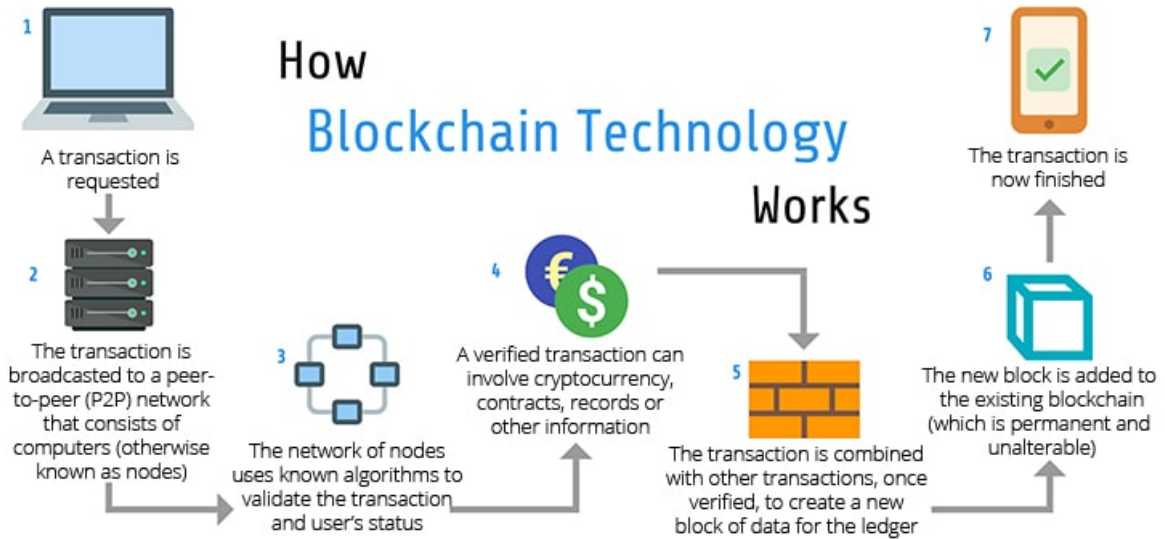 How
Blockchain Technology
Works
1
A transaction is
requested
2
The transaction is
broadcasted to a peer-
to-peer (P2P) network
that consists of
computers (otherwise
known as nodes)
3
The network of nodes
uses known algorithms to
validate the transaction
and user's status
4
€
$
A verified transaction can
involve cryptocurrency,
contracts, records or
other information
5
The transaction is combined
with other transactions, once
verified, to create a new
block of data for the ledger
6
The new block is added to
the existing blockchain
(which is permanent and
unalterable)
7
The transaction is
now finished